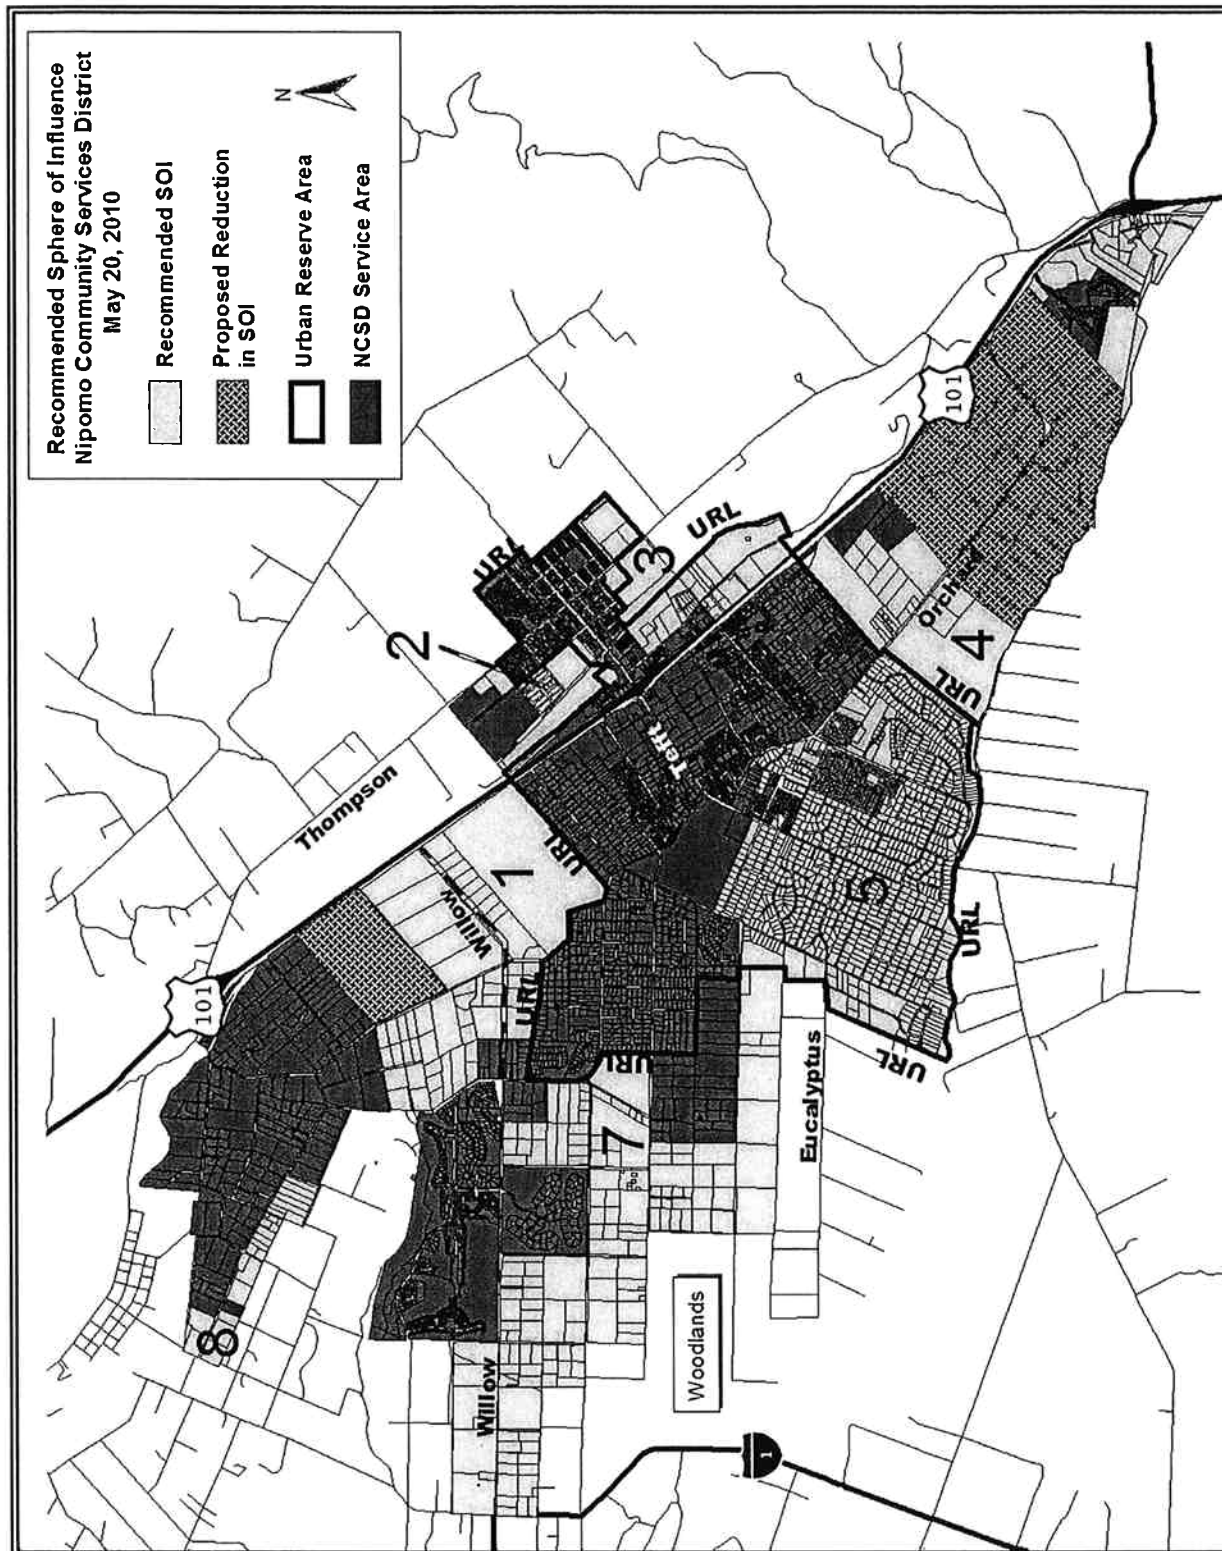 Recommended Sphere of Influence
Nipomo Community Services District
May 20, 2010
N
Recommended SOI
Proposed Reduction
in SOI
Urban Reserve Area
NCSD Service Area
101
Thompson
2
URL
3
URL
101
Willow
1
URL
Tefft
4
URL
8
URL
URL
7
5
URL
URL
Eucalyptus
Willow
Woodlands
1